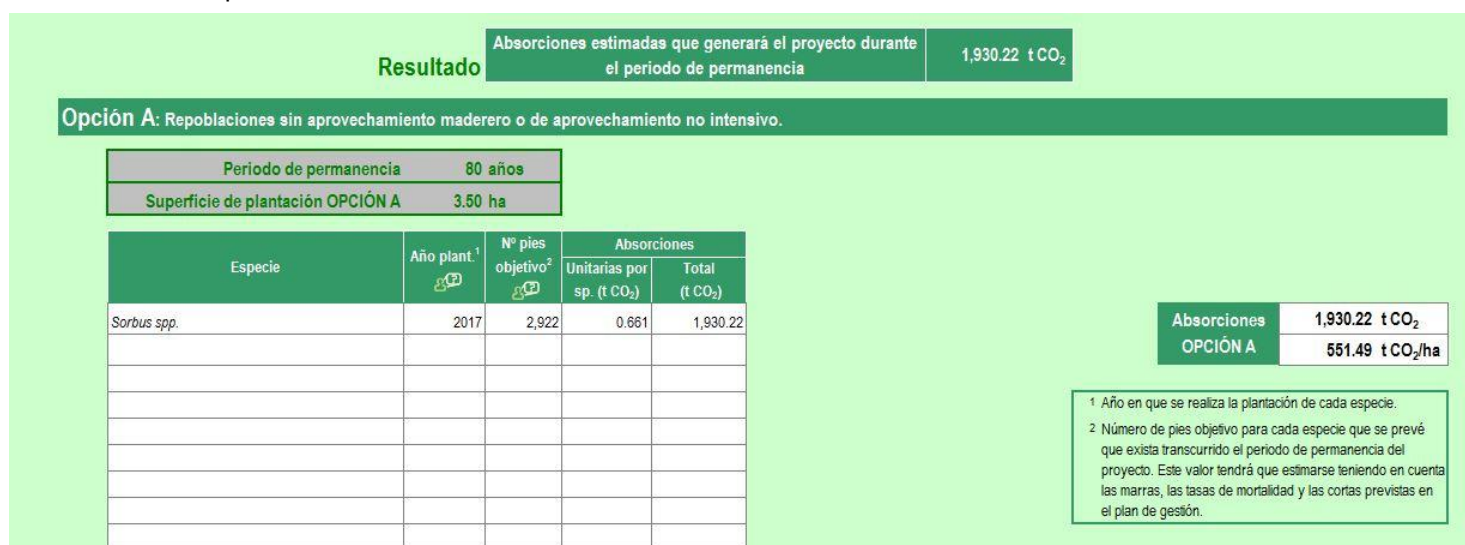 Resultado
Absorciones estimadas que generará el proyecto durante
el periodo de permanencia
1,930.22 t CO₂
Opción A: Repoblaciones sin aprovechamiento maderero o de aprovechamiento no intensivo.
Periodo de permanencia 80 años
Superficie de plantación OPCIÓN A 3.50 ha
Especie
Año plant.¹
Nº pies
objetivo²
Absorciones
Unitarias por
sp. (t CO₂)
Total
(t CO₂)
Sorbus spp. 2017 2,922 0.661 1,930.22
Absorciones
OPCIÓN A
1,930.22 t CO₂
551.49 t CO₂/ha
1 Año en que se realiza la plantación de cada especie.
2 Número de pies objetivo para cada especie que se prevé
que exista transcurrido el periodo de permanencia del
proyecto. Este valor tendrá que estimarse teniendo en cuenta
las marras, las tasas de mortalidad y las cortas previstas en
el plan de gestión.